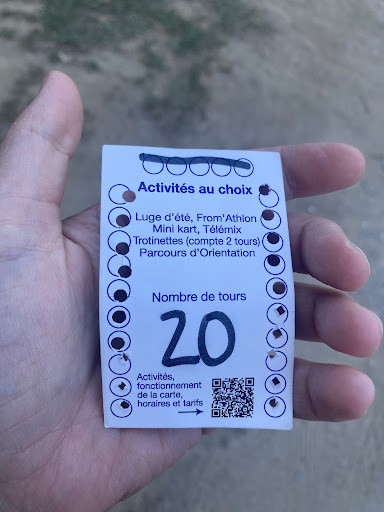 Activités au choix
Luge d'été, From'Athlon
Mini kart, Télémix
Trotinettes (compte 2 tours)
Parcours d'Orientation
Nombre de tours
20
Activités,
fonctionnement
de la carte,
horaires et tarifs